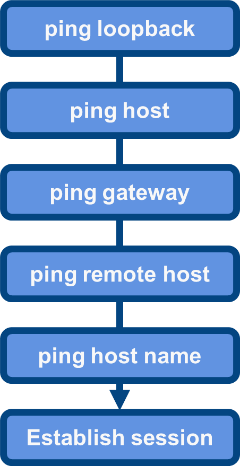 ping loopback
ping host
ping gateway
ping remote host
ping host name
Establish session